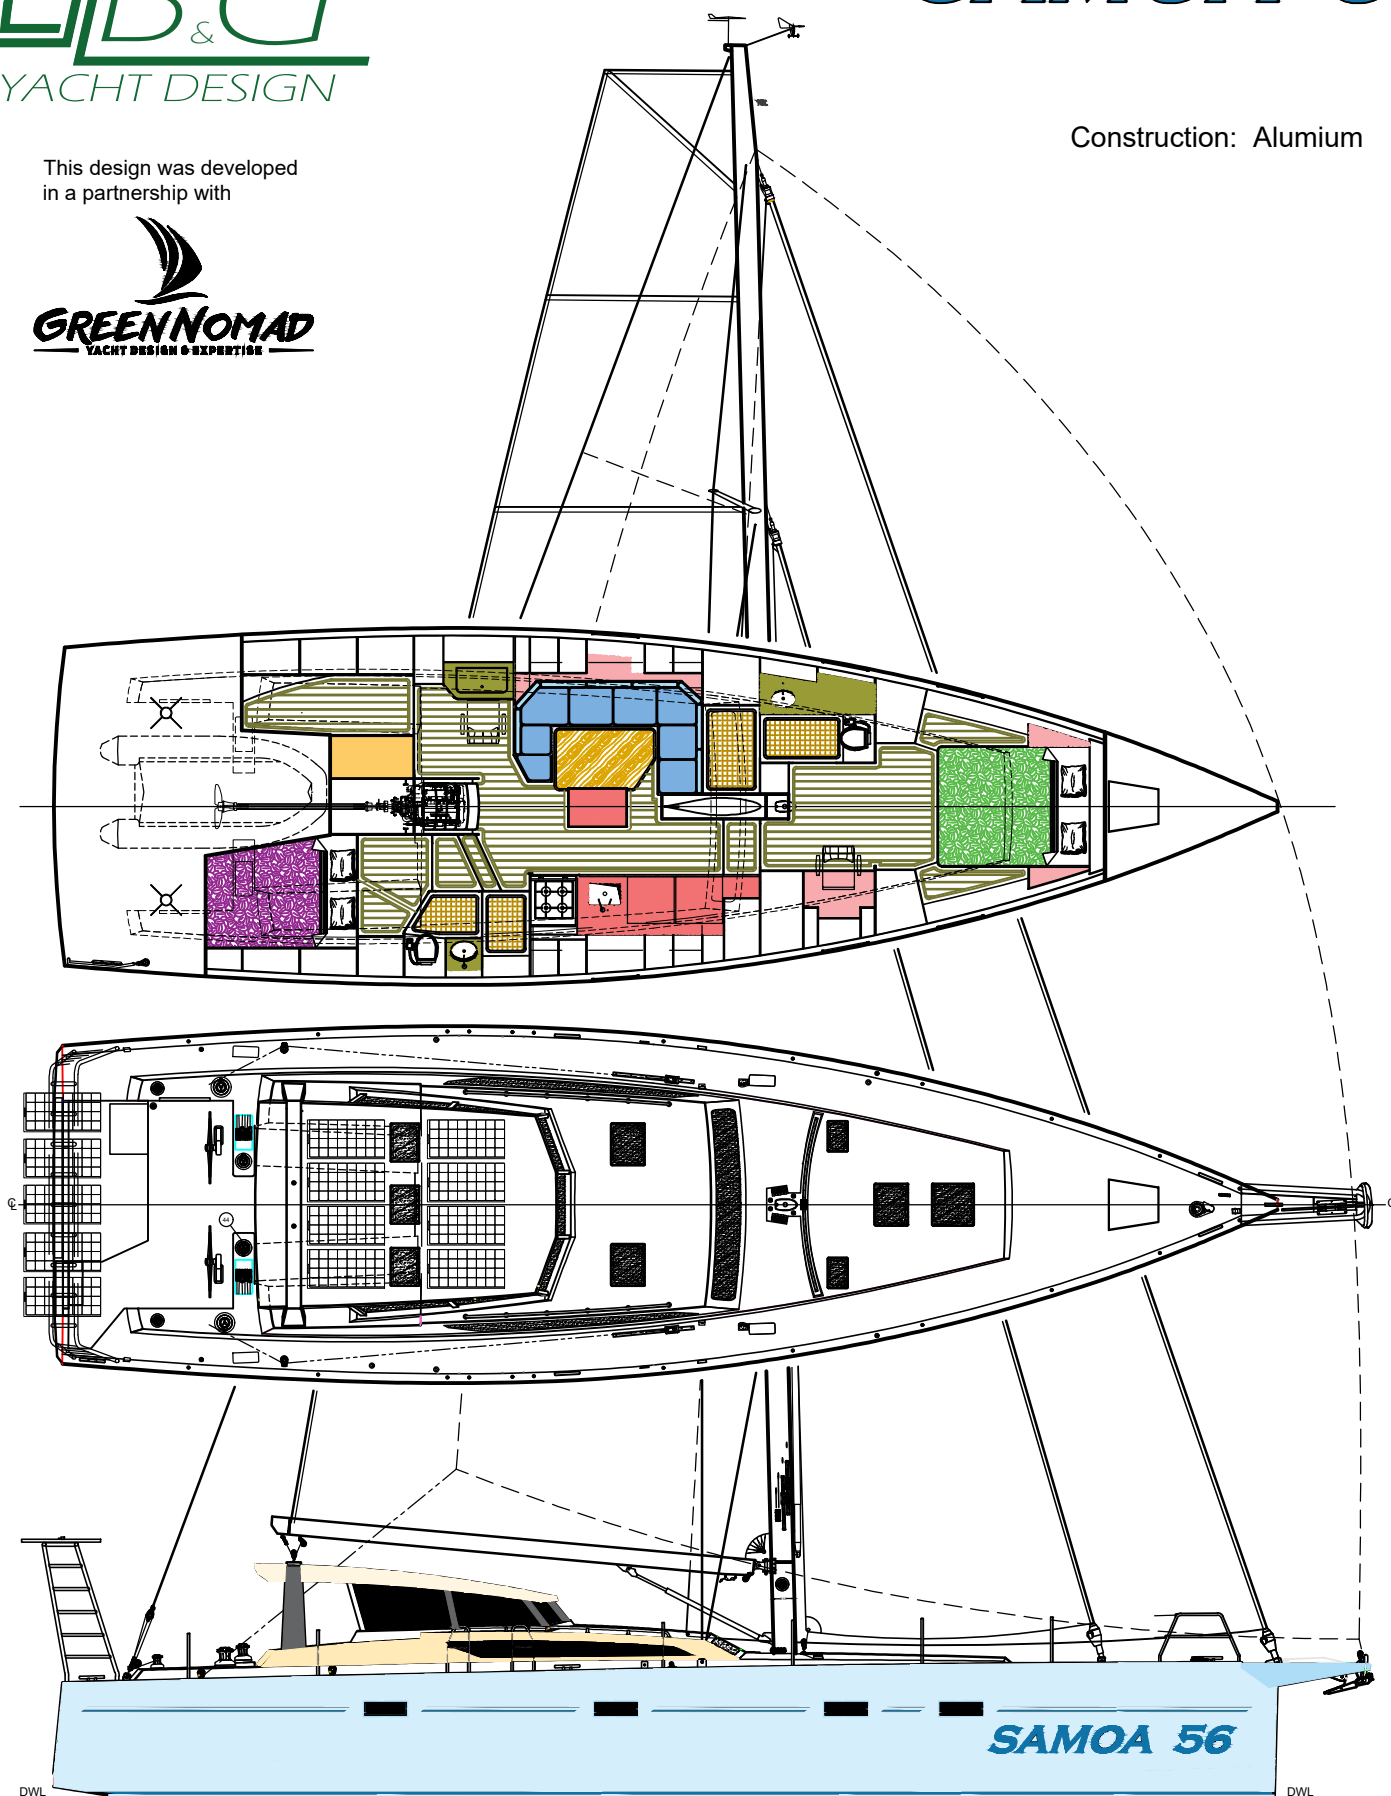 B&G
YACHT DESIGN
Construction: Alumium
This design was developed
in a partnership with
GREENNOMAD
YACHT DESIGN & EXPERTISE
44
SAMOA 56
DWL
DWL